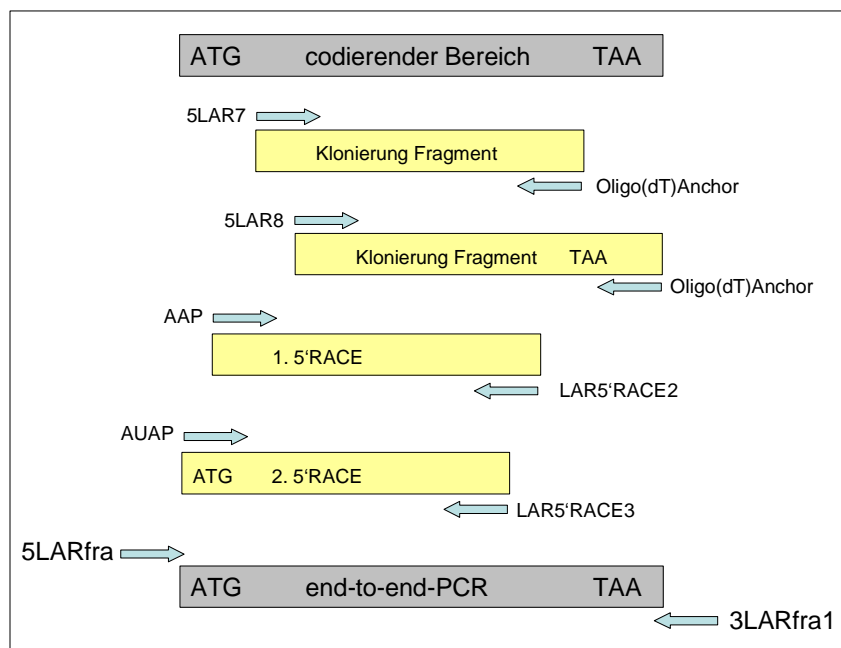 ATG codierender Bereich TAA
5LAR7
Klonierung Fragment
Oligo(dT)Anchor
5LAR8
Klonierung Fragment TAA
Oligo(dT)Anchor
AAP
1. 5‘RACE
LAR5‘RACE2
AUAP
ATG 2. 5‘RACE
LAR5‘RACE3
5LARfra
ATG end-to-end-PCR TAA
3LARfra1